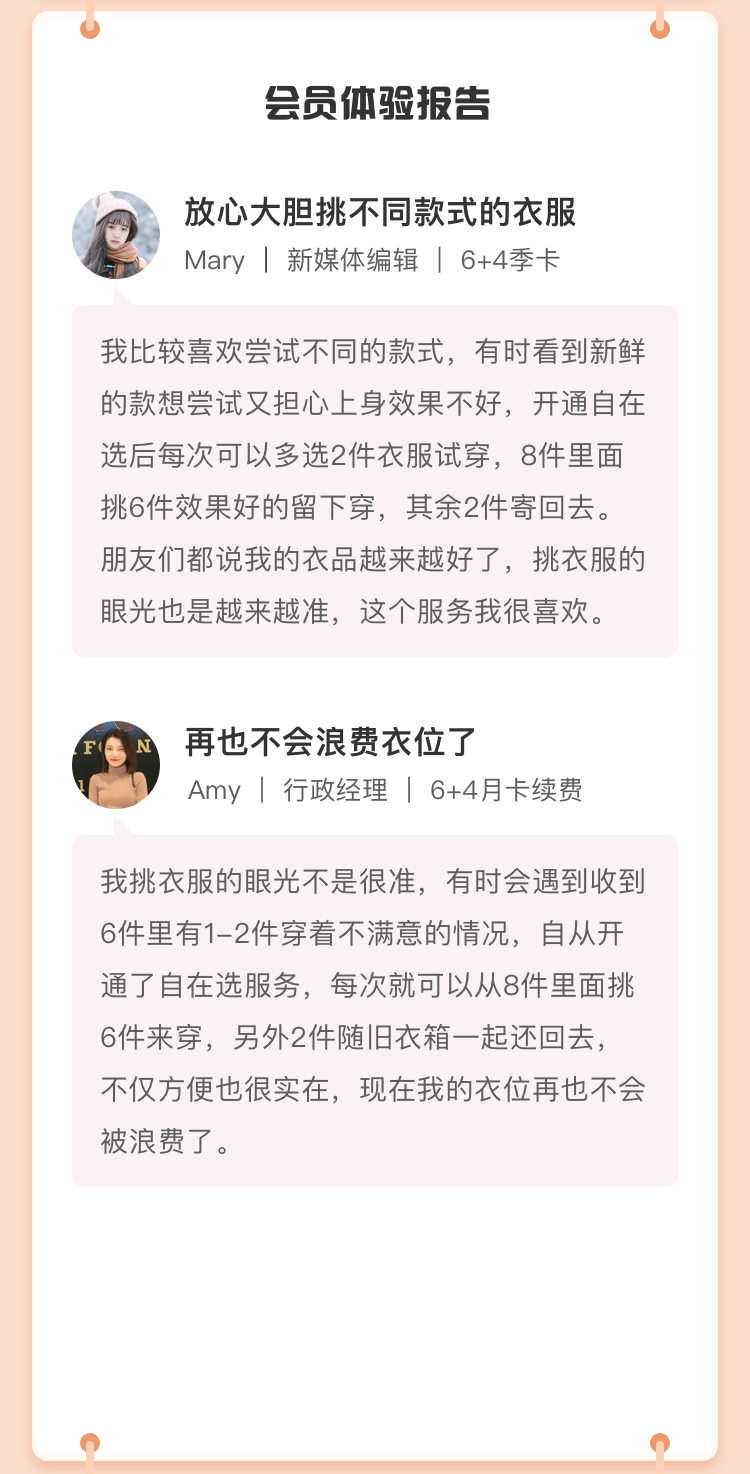 会员体验报告
放心大胆挑不同款式的衣服
Mary | 新媒体编辑 | 6+4季卡
我比较喜欢尝试不同的款式，有时看到新鲜
的款想尝试又担心上身效果不好，开通自在
选后每次可以多选2件衣服试穿，8件里面
挑6件效果好的留下穿，其余2件寄回去。
朋友们都说我的衣品越来越好了，挑衣服的
眼光也是越来越准，这个服务我很喜欢。
再也不会浪费衣位了
Amy | 行政经理 | 6+4月卡续费
我挑衣服的眼光不是很准，有时会遇到收到
6件里有1–2件穿着不满意的情况，自从开
通了自在选服务，每次就可以从8件里面挑
6件来穿，另外2件随旧衣箱一起还回去，
不仅方便也很实在，现在我的衣位再也不会
被浪费了。